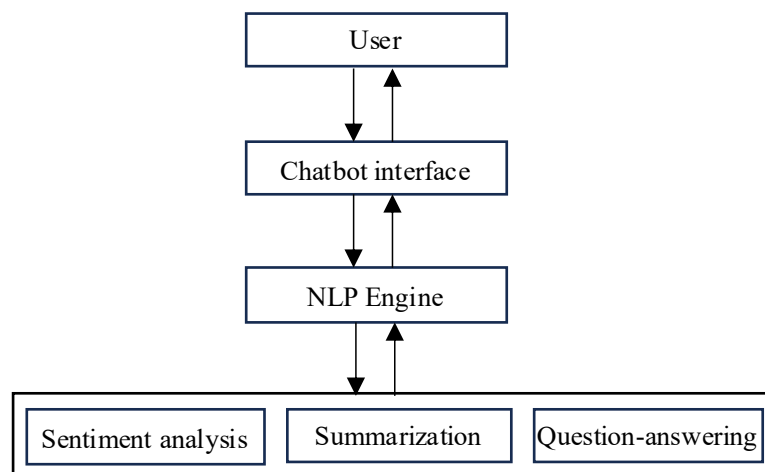 User
Chatbot interface
NLP Engine
Sentiment analysis
Summarization
Question-answering